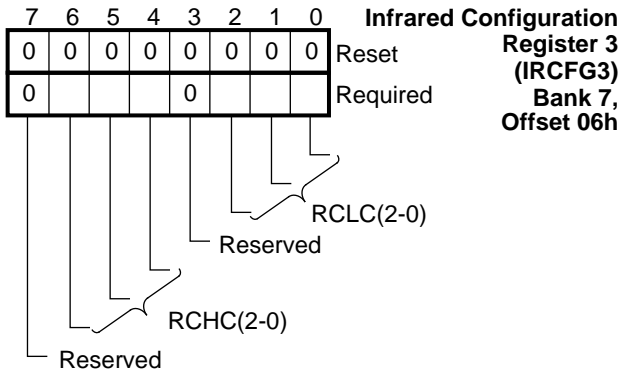 7 6 5 4 3 2 1 0
Infrared Configuration
Register 3
(IRCFG3)
Bank 7,
Offset 06h
0 0 0 0 0 0 0 0 Reset
0 0 Required
RCLC(2-0)
Reserved
RCHC(2-0)
Reserved